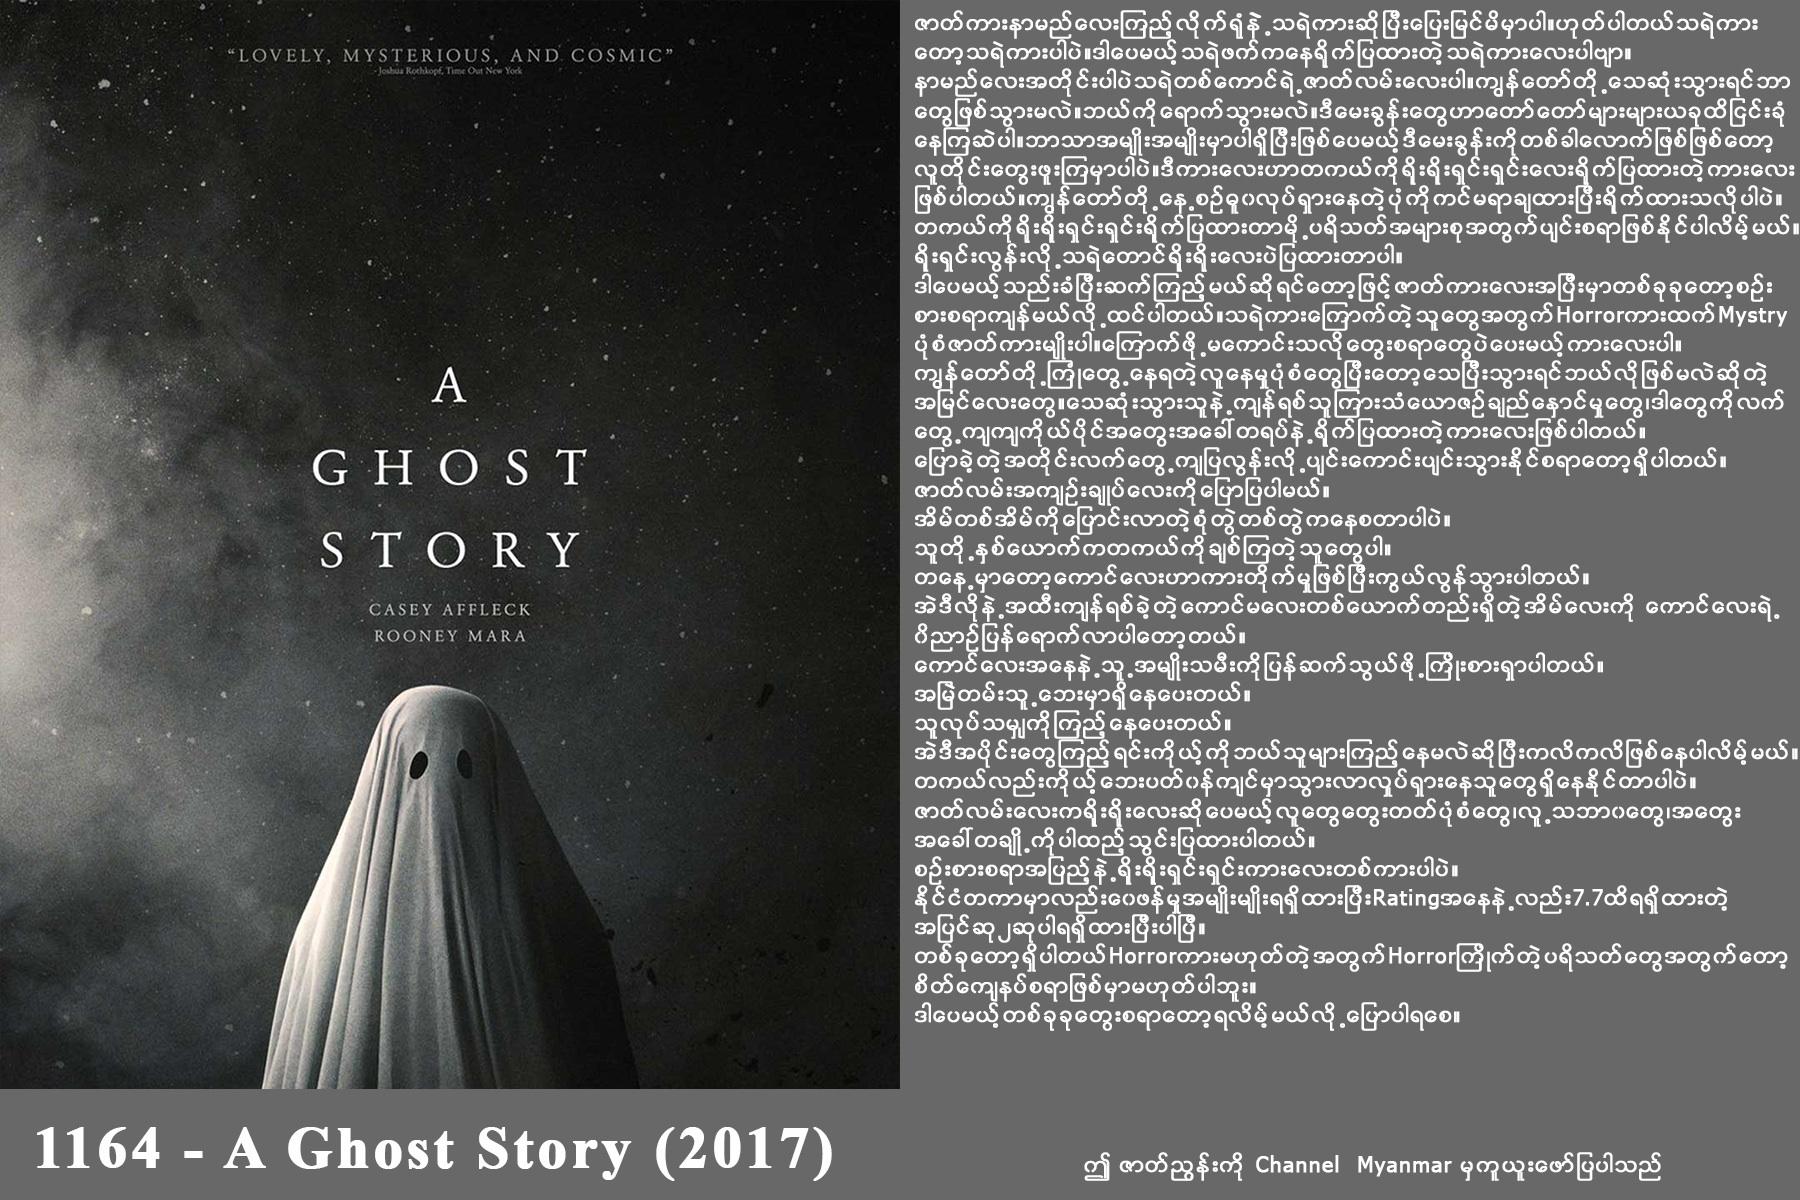 “LOVELY, MYSTERIOUS, AND COSMIC”
- Joshua Rothkopf, Time Out New York
A
GHOST
STORY
CASEY AFFLECK
ROONEY MARA
1164 - A Ghost Story (2017)
ဇာတ်ကားနာမည်လေးကြည့်လိုက်ရုံနဲ့သရဲကားဆိုပြီးပြေးမြင်မိမှာပါ။ဟုတ်ပါတယ်သရဲကား
တော့သရဲကားပါပဲ။ဒါပေမယ့်သရဲဖက်ကနေရိုက်ပြထားတဲ့သရဲကားလေးပါဗျာ။
နာမည်လေးအတိုင်းပါပဲသရဲတစ်ကောင်ရဲ့ဇာတ်လမ်းလေးပါ။ကျွန်တော်တို့သေဆုံးသွားရင်ဘာ
တွေဖြစ်သွားမလဲ။ဘယ်ကိုရောက်သွားမလဲ။ဒီမေးခွန်းတွေဟာတော်တော်များများယခုထိငြင်းခုံ
နေကြဆဲပါ။ဘာသာအမျိုးအမျိုးမှာပါရှိပြီးဖြစ်ပေမယ့်ဒီမေးခွန်းကိုတစ်ခါလောက်ဖြစ်ဖြစ်တော့
လူတိုင်းတွေးဖူးကြမှာပါပဲ။ဒီကားလေးဟာတကယ်ကိုရိုးရိုးရှင်းရှင်းလေးရိုက်ပြထားတဲ့ကားလေး
ဖြစ်ပါတယ်။ကျွန်တော်တို့နေ့စဉ်ဓူဝလုပ်ရှားနေတဲ့ပုံကိုကင်မရာချထားပြီးရိုက်ထားသလိုပါပဲ။
တကယ်ကိုရိုးရိုးရှင်းရှင်းရိုက်ပြထားတာမို့ပရိသတ်အများစုအတွက်ပျင်းစရာဖြစ်နိုင်ပါလိမ့်မယ်။
ရိုးရှင်းလွန်းလို့သရဲတောင်ရိုးရိုးလေးပဲပြထားတာပါ။
ဒါပေမယ့်သည်းခံပြီးဆက်ကြည့်မယ်ဆိုရင်တော့ဖြင့်ဇာတ်ကားလေးအပြီးမှာတစ်ခုခုတော့စဉ်း
စားစရာကျန်မယ်လို့ထင်ပါတယ်။သရဲကားကြောက်တဲ့သူတွေအတွက်Horrorကားထက်Mystry
ပုံစံဇာတ်ကားမျိုးပါ။ကြောက်ဖို့မကောင်းသလိုတွေးစရာတွေပဲပေးမယ့်ကားလေးပါ။
ကျွန်တော်တို့ကြုံတွေ့နေရတဲ့လူနေမှုပုံစံတွေပြီးတော့သေပြီးသွားရင်ဘယ်လိုဖြစ်မလဲဆိုတဲ့
အမြင်လေးတွေ။သေဆုံးသွားသူနဲ့ကျန်ရစ်သူကြားသံယောဇဉ်ချည်နှောင်မှုတွေ၊ဒါတွေကိုလက်
တွေ့ကျကျကိုယ်ပိုင်အတွေးအခေါ်တရပ်နဲ့ရိုက်ပြထားတဲ့ကားလေးဖြစ်ပါတယ်။
ပြောခဲ့တဲ့အတိုင်းလက်တွေ့ကျပြလွန်းလို့ပျင်းကောင်းပျင်းသွားနိုင်စရာတော့ရှိပါတယ်။
ဇာတ်လမ်းအကျဉ်းချုပ်လေးကိုပြောပြပါမယ်။
အိမ်တစ်အိမ်ကိုပြောင်းလာတဲ့စုံတွဲတစ်တွဲကနေစတာပါပဲ။
သူတို့နှစ်ယောက်ကတကယ်ကိုချစ်ကြတဲ့သူတွေပါ။
တနေ့မှာတော့ကောင်လေးဟာကားတိုက်မှုဖြစ်ပြီးကွယ်လွန်သွားပါတယ်။
အဲဒီလိုနဲ့အထီးကျန်ရစ်ခဲ့တဲ့ကောင်မလေးတစ်ယောက်တည်းရှိတဲ့အိမ်လေးကို ကောင်လေးရဲ့
ဝိညာဉ်ပြန်ရောက်လာပါတော့တယ်။
ကောင်လေးအနေနဲ့သူ့အမျိုးသမီးကိုပြန်ဆက်သွယ်ဖို့ကြိုးစားရှာပါတယ်။
အမြဲတမ်းသူ့ဘေးမှာရှိနေပေးတယ်။
သူလုပ်သမျှကိုကြည့်နေပေးတယ်။
အဲဒီအပိုင်းတွေကြည့်ရင်းကိုယ့်ကိုဘယ်သူများကြည့်နေမလဲဆိုပြီးကလိကလိဖြစ်နေပါလိမ့်မယ်။
တကယ်လည်းကိုယ့်ဘေးပတ်ဝန်ကျင်မှာသွားလာလှုပ်ရှားနေသူတွေရှိနေနိုင်တာပါပဲ။
ဇာတ်လမ်းလေးကရိုးရိုးလေးဆိုပေမယ့်လူတွေတွေးတတ်ပုံစံတွေ၊လူ့သဘာဝတွေ၊အတွေး
အခေါ်တချို့ကိုပါထည့်သွင်းပြထားပါတယ်။
စဉ်းစားစရာအပြည့်နဲ့ရိုးရိုးရှင်းရှင်းကားလေးတစ်ကားပါပဲ။
နိုင်ငံတကာမှာလည်းဝေဖန်မှုအမျိုးမျိုးရရှိထားပြီးRatingအနေနဲ့လည်း7.7ထိရရှိထားတဲ့
အပြင်ဆု၂ဆုပါရရှိထားပြီးပါပြီ။
တစ်ခုတော့ရှိပါတယ်Horrorကားမဟုတ်တဲ့အတွက်Horrorကြိုက်တဲ့ပရိသတ်တွေအတွက်တော့
စိတ်ကျေနပ်စရာဖြစ်မှာမဟုတ်ပါဘူး။
ဒါပေမယ့်တစ်ခုခုတွေးစရာတော့ရလိမ့်မယ်လို့ပြောပါရစေ။
ဤ ဇာတ်ညွှန်းကို Channel Myanmar မှကူယူးဖော်ပြပါသည်